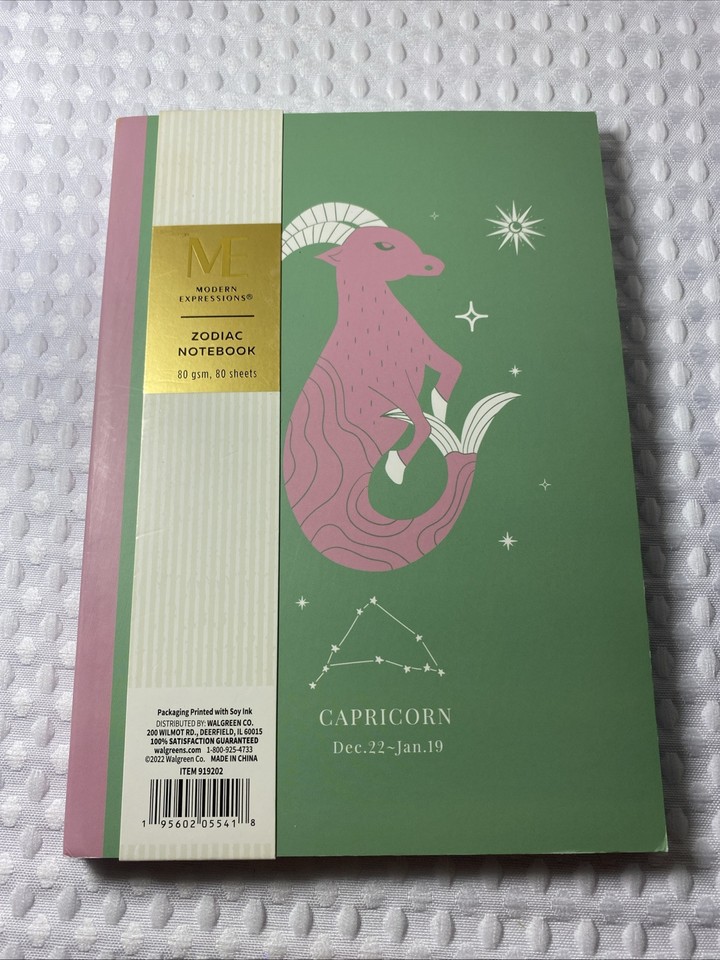 ME
MODERN
EXPRESSIONS®
ZODIAC
NOTEBOOK
80 gsm, 80 sheets
CAPRICORN
Dec.22~Jan.19
Packaging Printed with Soy Ink
DISTRIBUTED BY: WALGREEN CO.
200 WILMOT RD., DEERFIELD, IL 60015
100% SATISFACTION GUARANTEED
walgreens.com 1-800-925-4733
©2022 Walgreen Co. MADE IN CHINA
ITEM 919202
1 95602 05541 8